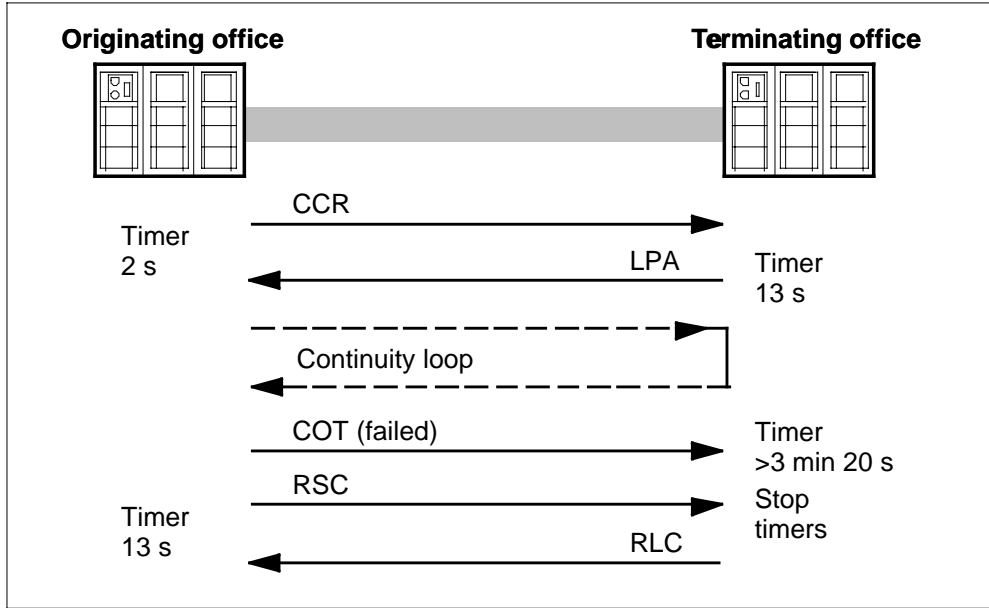 Originating office
Terminating office
CCR
Timer
2 s
LPA
Timer
13 s
Continuity loop
COT (failed)
Timer
>3 min 20 s
RSC
Stop
timers
Timer
13 s
RLC